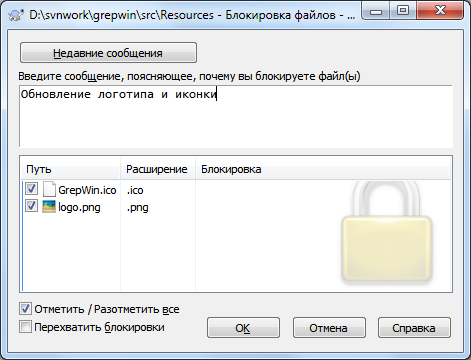 D:\svnwork\grepwin\src\Resources - Блокировка файлов - ...
Недавние сообщения
Введите сообщение, поясняющее, почему вы блокируете файл(ы)
Обновление логотипа и иконки
Путь Расширение Блокировка
GrepWin.ico .ico
logo.png .png
Отметить / Разотметить все
Перехватить блокировки
OK Отмена Справка